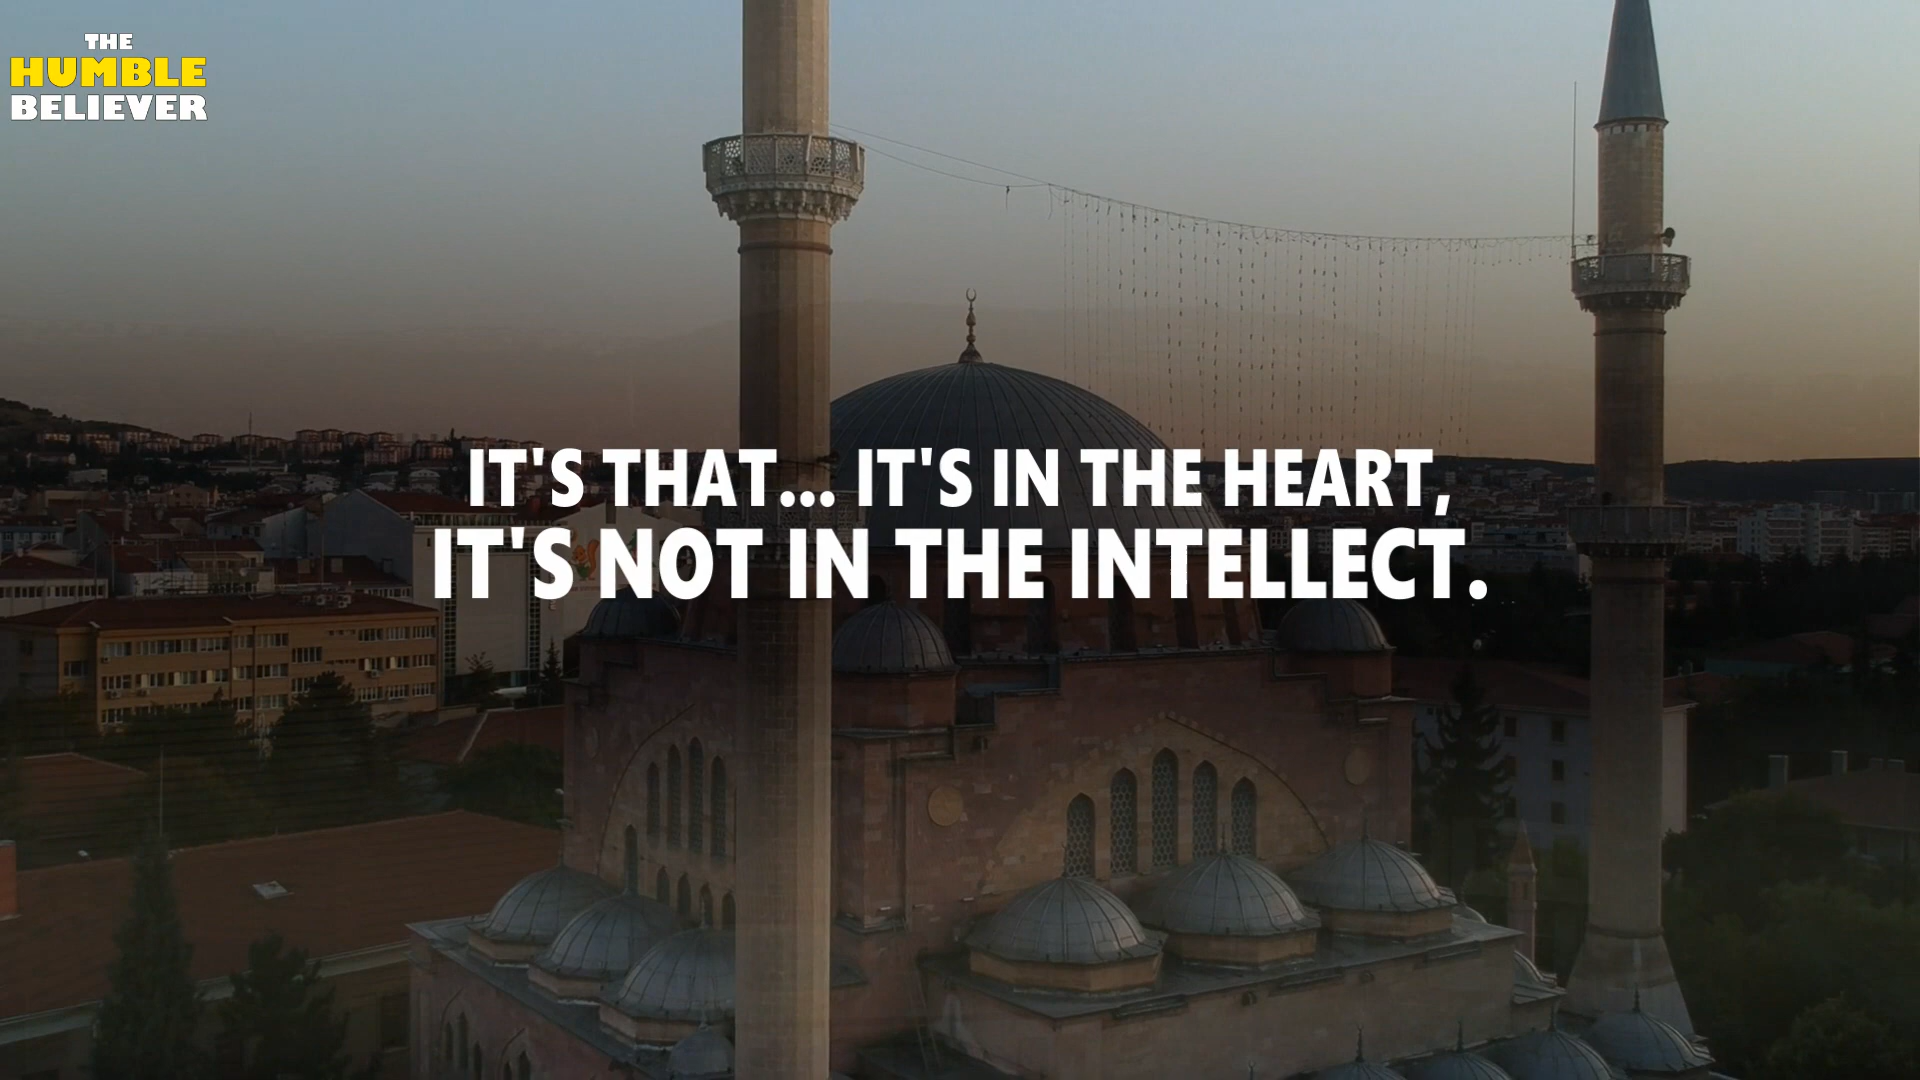 THE
HUMBLE
BELIEVER
IT'S THAT... IT'S IN THE HEART,
IT'S NOT IN THE INTELLECT.